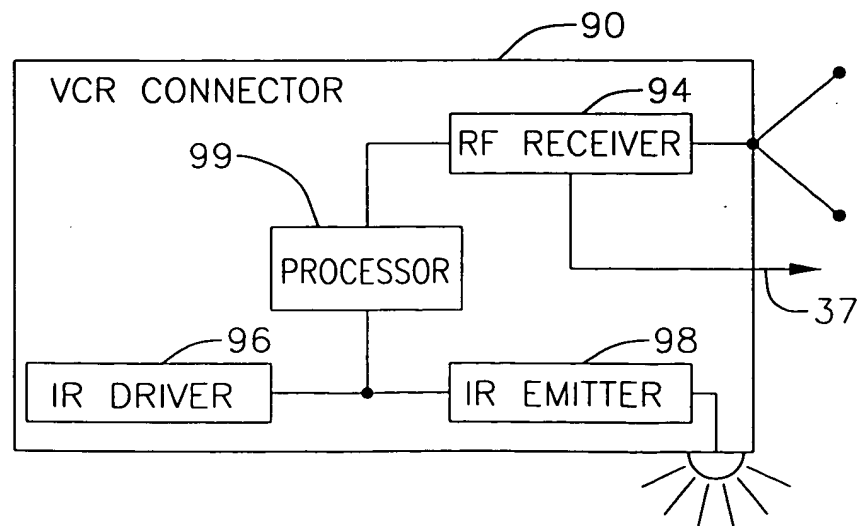 90
VCR CONNECTOR
94
RF RECEIVER
99
PROCESSOR
37
96
98
IR DRIVER
IR EMITTER